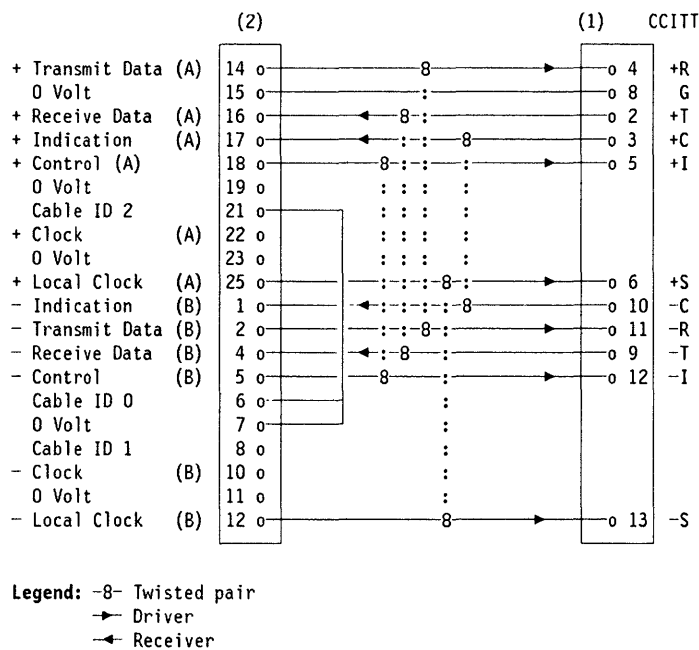 (2) (1) CCITT
+ Transmit Data (A) 14 o 8 o 4 +R
0 Volt 15 o : o 8 G
+ Receive Data (A) 16 o 8 : o 2 +T
+ Indication (A) 17 o : : 8 o 3 +C
+ Control (A) 18 o 8 : : : o 5 +I
0 Volt 19 o : : : :
Cable ID 2 21 o : : : :
+ Clock (A) 22 o : : : :
0 Volt 23 o : : : :
+ Local Clock (A) 25 o : : : 8 : o 6 +S
− Indication (B) 1 o : : : : 8 o 10 −C
− Transmit Data (B) 2 o : : 8 : o 11 −R
− Receive Data (B) 4 o : 8 : o 9 −T
− Control (B) 5 o 8 : o 12 −I
Cable ID 0 6 o :
0 Volt 7 o :
Cable ID 1 8 o :
− Clock (B) 10 o :
0 Volt 11 o :
− Local Clock (B) 12 o 8 o 13 −S
Legend: -8- Twisted pair
Driver
Receiver